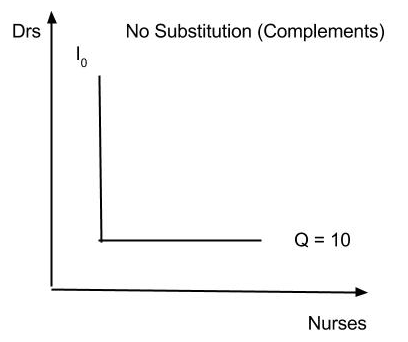 Drs
No Substitution (Complements)
I0
Q = 10
Nurses